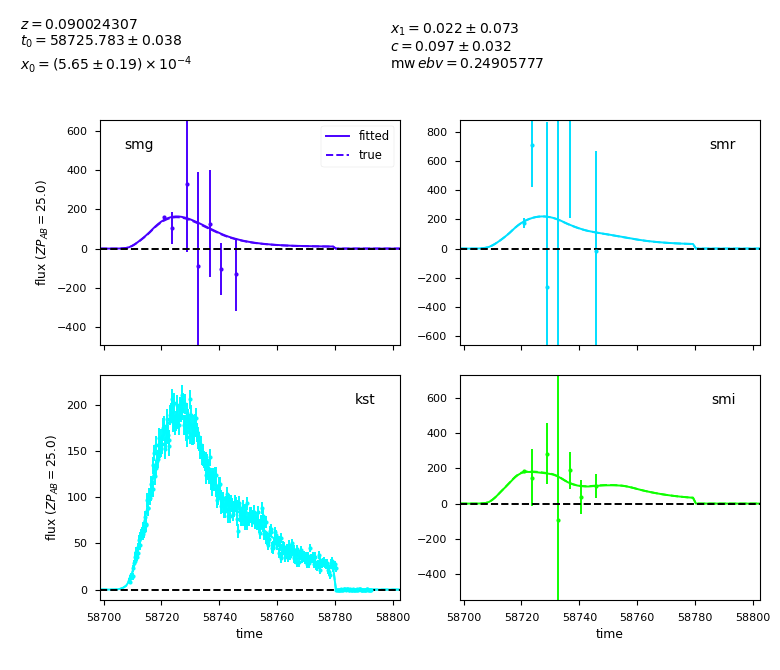 z = 0.090024307
t₀ = 58725.783 ± 0.038
x₀ = (5.65 ± 0.19) × 10⁻⁴
x₁ = 0.022 ± 0.073
c = 0.097 ± 0.032
mw ebv = 0.24905777
600
400
200
0
−200
−400
flux (ZP_AB = 25.0)
smg
fitted
true
800
600
400
200
0
−200
−400
−600
smr
200
150
100
50
0
flux (ZP_AB = 25.0)
kst
58700
58720
58740
58760
58780
58800
time
600
400
200
0
−200
−400
smi
58700
58720
58740
58760
58780
58800
time